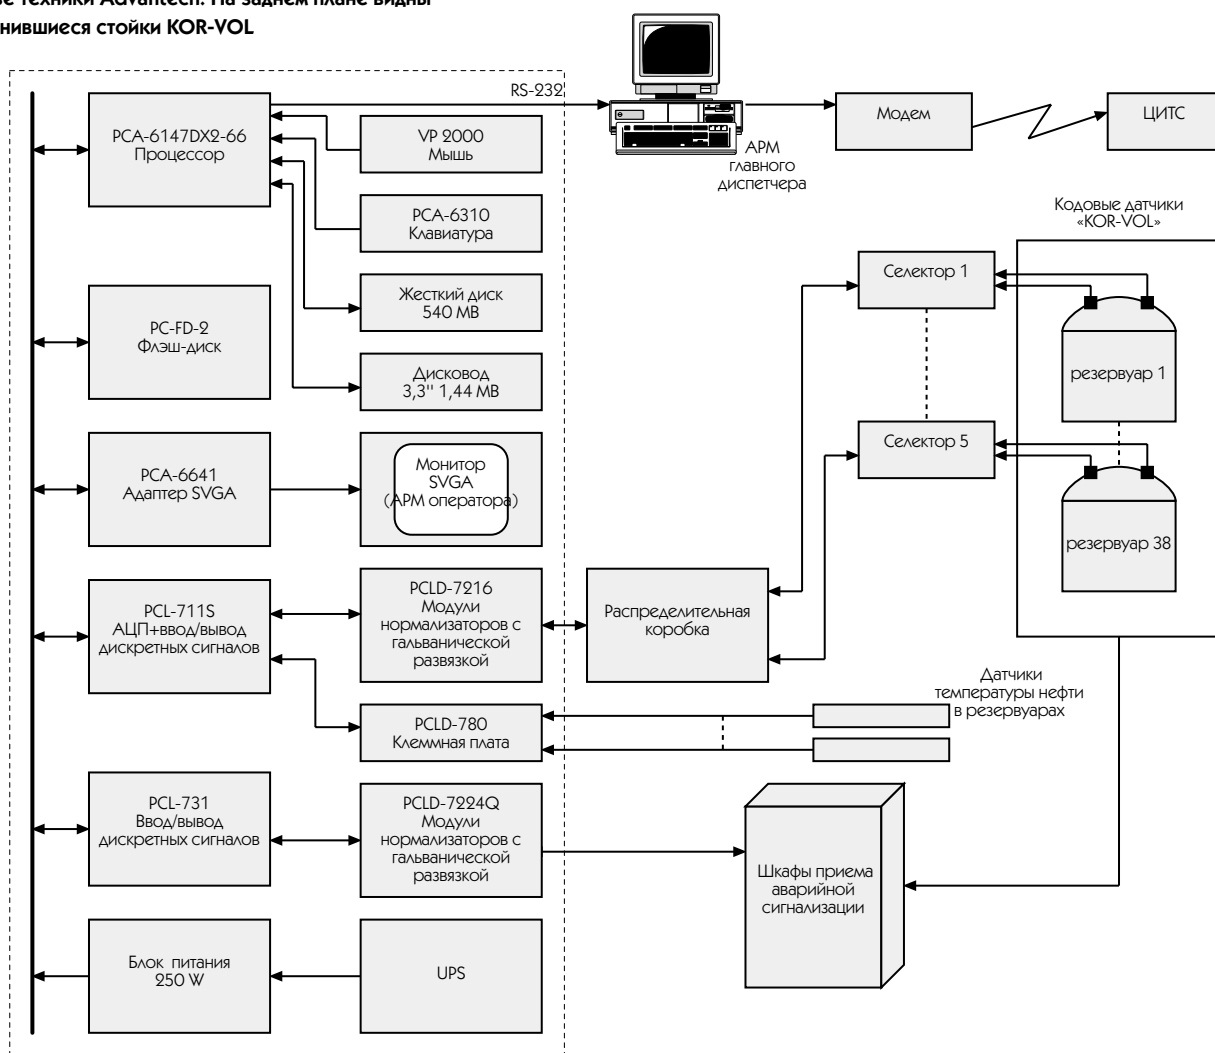 е техники Advantech. На заднем плане видны
нившиеся стойки KOR-VOL
RS-232
PCA-6147DX2-66
Процессор
VP 2000
Мышь
PCA-6310
Клавиатура
Жесткий диск
540 MB
Дисковод
3,3'' 1,44 MB
PC-FD-2
Флэш-диск
PCA-6641
Адаптер SVGA
Монитор
SVGA
(АРМ оператора)
PCL-711S
АЦП+ввод/вывод
дискретных сигналов
PCLD-7216
Модули
нормализаторов с
гальванической
развязкой
PCLD-780
Клеммная плата
PCL-731
Ввод/вывод
дискретных сигналов
PCLD-7224Q
Модули
нормализаторов с
гальванической
развязкой
Блок питания
250 W
UPS
АРМ
главного
диспетчера
Модем
ЦИТС
Кодовые датчики
«KOR-VOL»
Селектор 1
резервуар 1
Селектор 5
резервуар 38
Распределительная
коробка
Датчики
температуры нефти
в резервуарах
Шкафы приема
аварийной
сигнализации